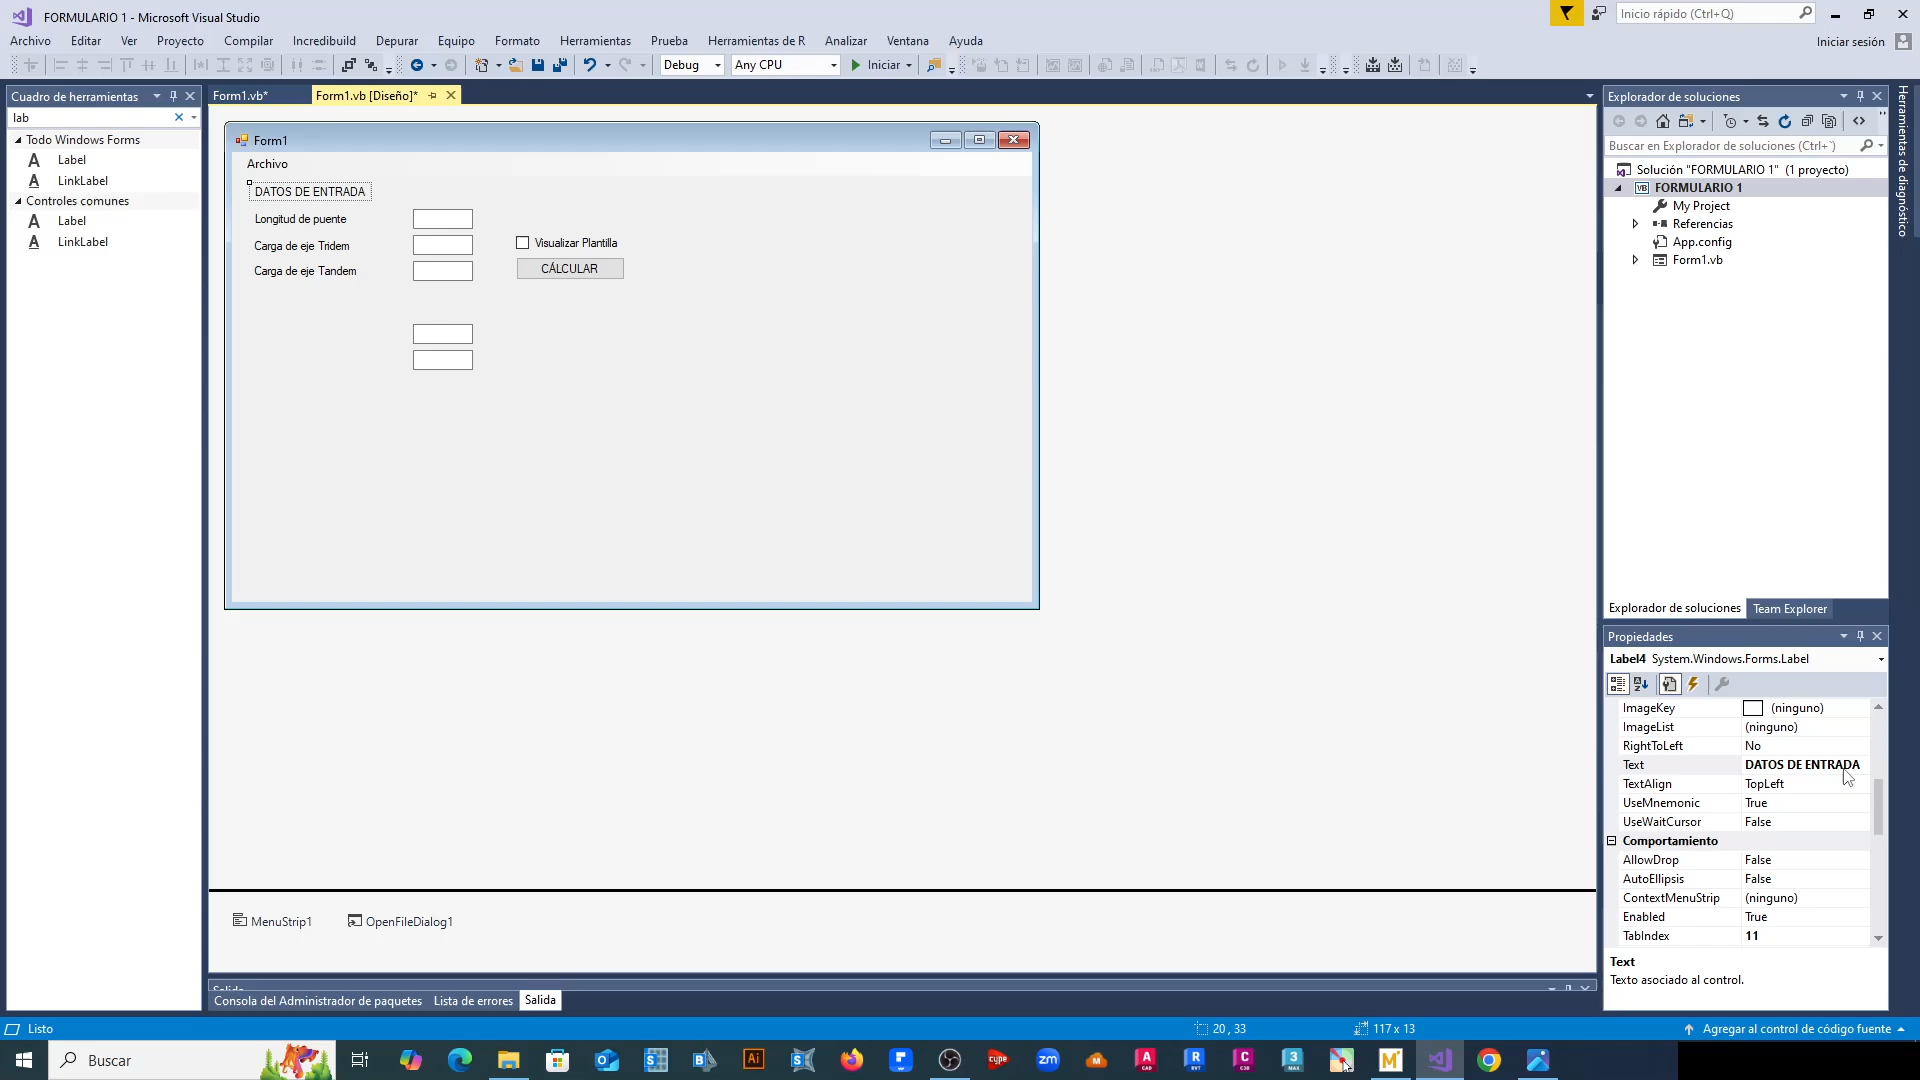 FORMULARIO 1 - Microsoft Visual Studio
Inicio rápido (Ctrl+Q)
Archivo Editar Ver Proyecto Compilar Incredibuild Depurar Equipo Formato Herramientas Prueba Herramientas de R Analizar Ventana Ayuda
Iniciar sesión
Debug Any CPU Iniciar
Cuadro de herramientas
lab
Todo Windows Forms
A Label
A LinkLabel
Controles comunes
A Label
A LinkLabel
Form1.vb* Form1.vb [Diseño]*
Form1
Archivo
DATOS DE ENTRADA
Longitud de puente
Carga de eje Tridem
Visualizar Plantilla
Carga de eje Tandem
CÁLCULAR
MenuStrip1 OpenFileDialog1
Salida
Consola del Administrador de paquetes Lista de errores Salida
Explorador de soluciones
Buscar en Explorador de soluciones (Ctrl+`)
Solución "FORMULARIO 1" (1 proyecto)
VB FORMULARIO 1
My Project
Referencias
App.config
Form1.vb
Explorador de soluciones Team Explorer
Herramientas de diagnóstico
Propiedades
Label4 System.Windows.Forms.Label
ImageKey (ninguno)
ImageList (ninguno)
RightToLeft No
Text DATOS DE ENTRADA
TextAlign TopLeft
UseMnemonic True
UseWaitCursor False
Comportamiento
AllowDrop False
AutoEllipsis False
ContextMenuStrip (ninguno)
Enabled True
TabIndex 11
Text
Texto asociado al control.
Listo
20 , 33
117 x 13
Agregar al control de código fuente
Buscar